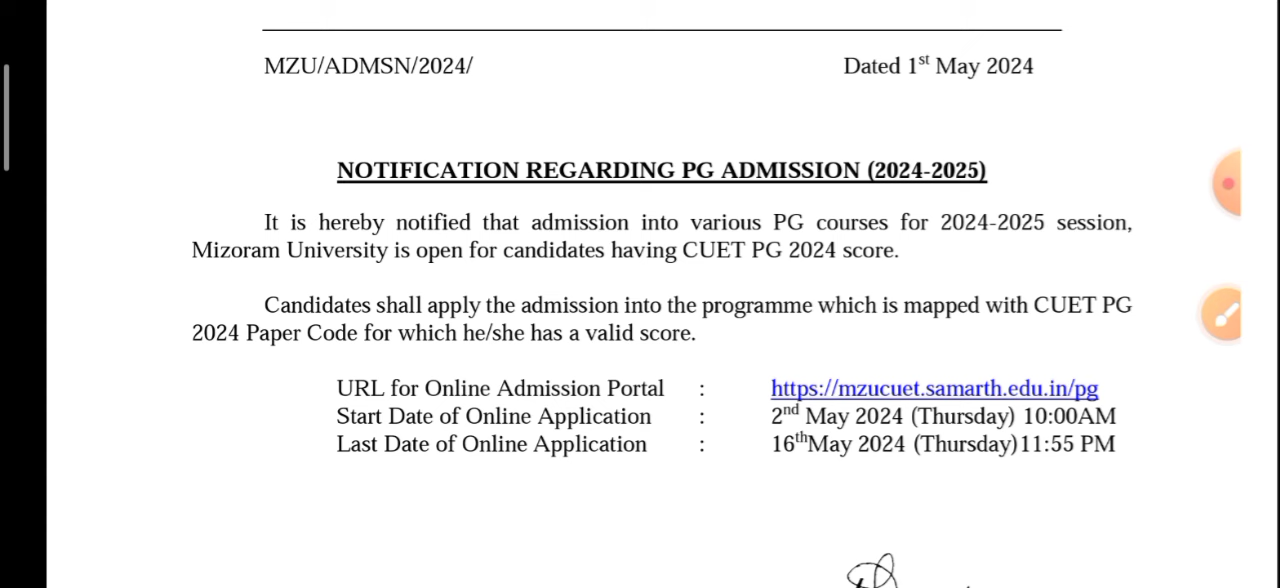 MZU/ADMSN/2024/ Dated 1st May 2024
NOTIFICATION REGARDING PG ADMISSION (2024-2025)
It is hereby notified that admission into various PG courses for 2024-2025 session,
Mizoram University is open for candidates having CUET PG 2024 score.
Candidates shall apply the admission into the programme which is mapped with CUET PG
2024 Paper Code for which he/she has a valid score.
URL for Online Admission Portal : https://mzucuet.samarth.edu.in/pg
Start Date of Online Application : 2nd May 2024 (Thursday) 10:00AM
Last Date of Online Application : 16thMay 2024 (Thursday)11:55 PM